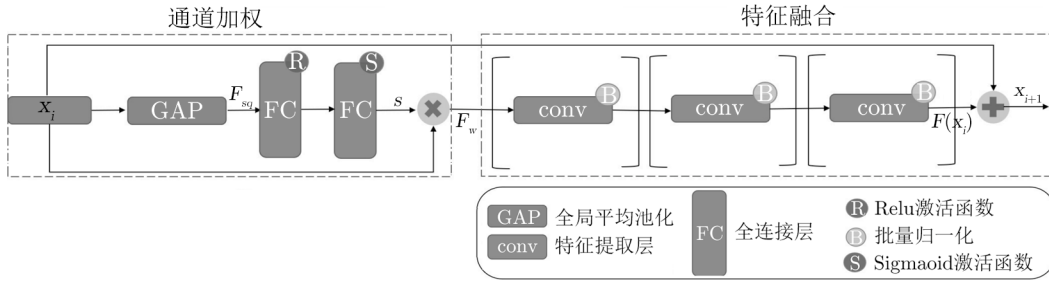 通道加权
特征融合
X_i
GAP
F_sq
FC
R
FC
S
s
F_w
conv
B
conv
B
conv
B
F(x_i)
X_{i+1}
GAP 全局平均池化
conv 特征提取层
FC 全连接层
R Relu激活函数
B 批量归一化
S Sigmaoid激活函数